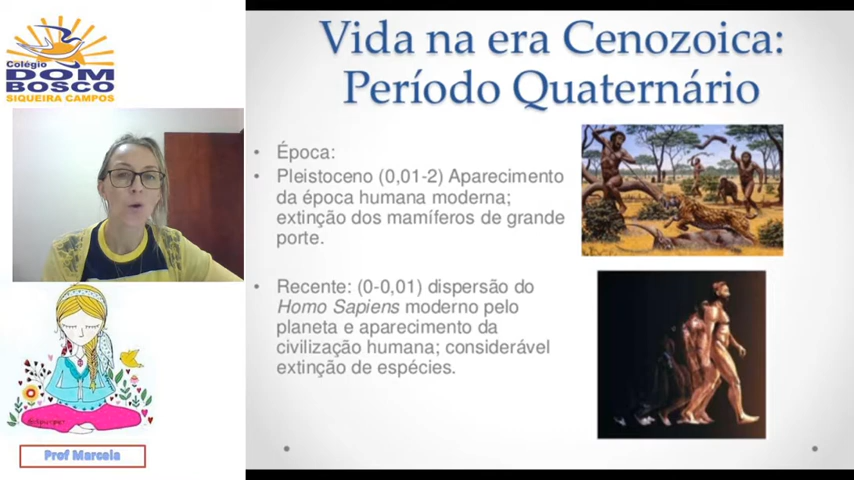 Colégio
DOM
BOSCO
SIQUEIRA CAMPOS
Prof Marcela
Vida na era Cenozoica:
Período Quaternário
• Época:
• Pleistoceno (0,01-2) Aparecimento
da época humana moderna;
extinção dos mamíferos de grande
porte.
• Recente: (0-0,01) dispersão do
Homo Sapiens moderno pelo
planeta e aparecimento da
civilização humana; considerável
extinção de espécies.